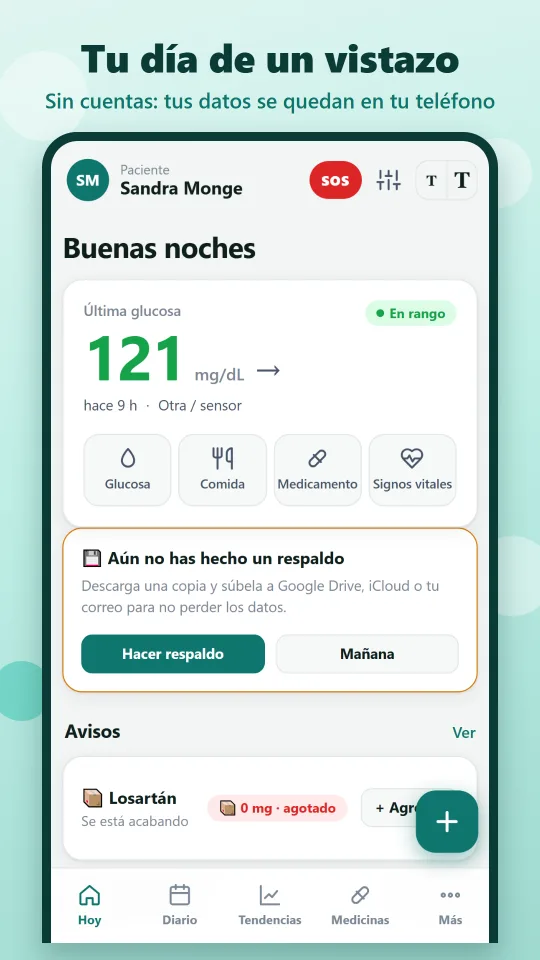 Tu día de un vistazo
Sin cuentas: tus datos se quedan en tu teléfono
SM
Paciente
Sandra Monge
SOS
T T
Buenas noches
Última glucosa
En rango
121 mg/dL →
hace 9 h · Otra / sensor
Glucosa
Comida
Medicamento
Signos vitales
Aún no has hecho un respaldo
Descarga una copia y súbela a Google Drive, iCloud o tu
correo para no perder los datos.
Hacer respaldo
Mañana
Avisos
Ver
Losartán
Se está acabando
0 mg · agotado
+ Agre
+
Hoy
Diario
Tendencias
Medicinas
Más